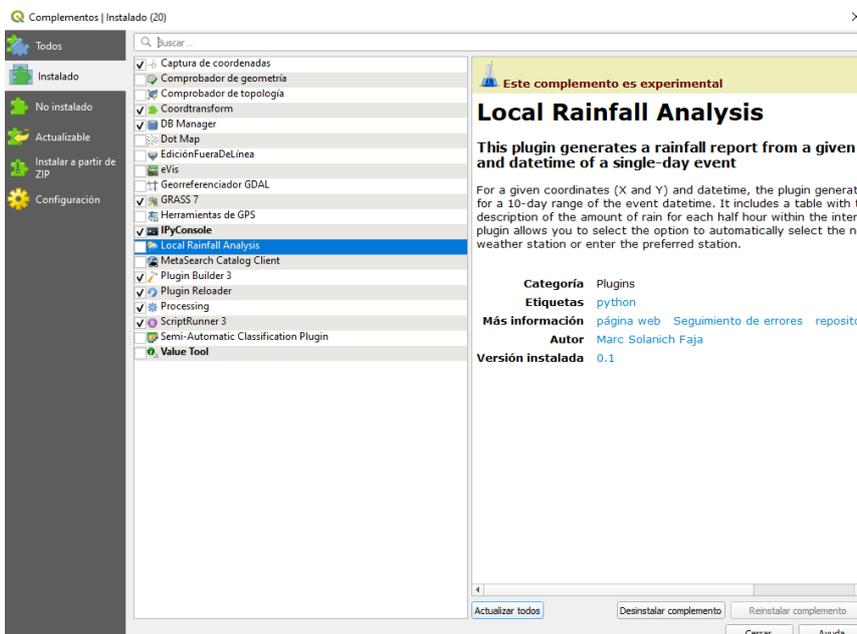 Complementos | Instalado (20)
Todos
Instalado
No instalado
Actualizable
Instalar a partir de
ZIP
Configuración
Buscar...
Captura de coordenadas
Comprobador de geometría
Comprobador de topología
Coordtransform
DB Manager
Dot Map
EdiciónFueraDeLínea
eVis
Georreferenciador GDAL
GRASS 7
Herramientas de GPS
IPyConsole
Local Rainfall Analysis
MetaSearch Catalog Client
Plugin Builder 3
Plugin Reloader
Processing
ScriptRunner 3
Semi-Automatic Classification Plugin
Value Tool
Este complemento es experimental
Local Rainfall Analysis
This plugin generates a rainfall report from a given
and datetime of a single-day event
For a given coordinates (X and Y) and datetime, the plugin generat
for a 10-day range of the event datetime. It includes a table with
description of the amount of rain for each half hour within the inter
plugin allows you to select the option to automatically select the n
weather station or enter the preferred station.
Categoría Plugins
Etiquetas python
Más información página web Seguimiento de errores reposito
Autor Marc Solanich Faja
Versión instalada 0.1
Actualizar todos
Desinstalar complemento
Reinstalar complemento
Cerrar
Ayuda